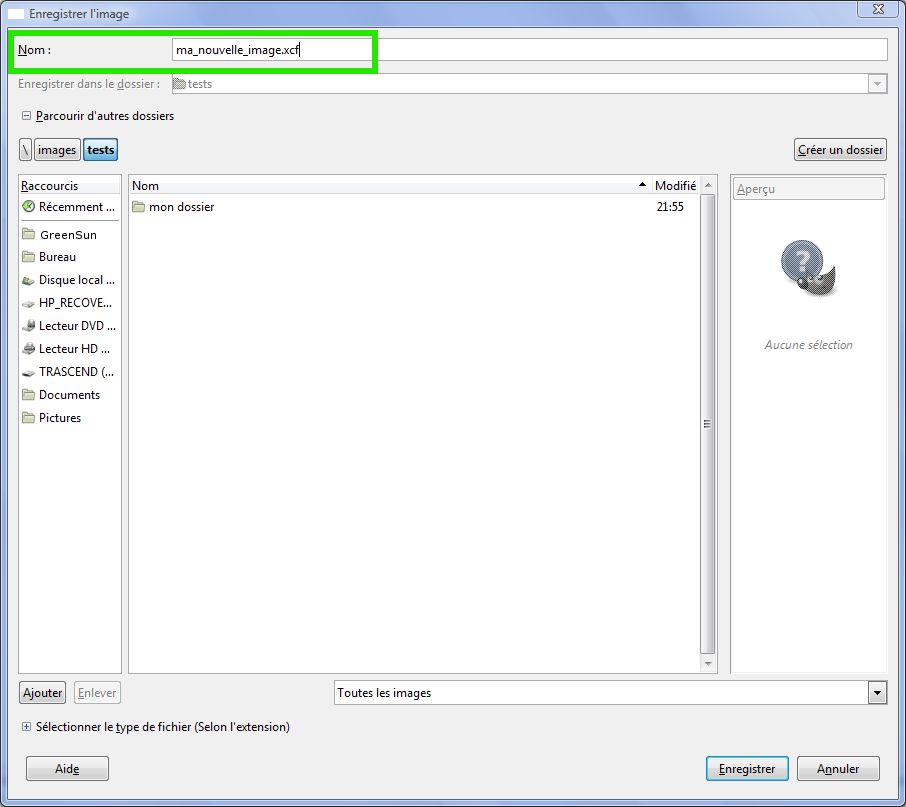 Enregistrer l'image
Nom : ma_nouvelle_image.xcf
Enregistrer dans le dossier : tests
Parcourir d'autres dossiers
\ images tests Créer un dossier
Raccourcis Nom Modifié Aperçu
Récemment ... mon dossier 21:55
GreenSun
Bureau
Disque local ...
HP_RECOVE...
Lecteur DVD ...
Lecteur HD ... Aucune sélection
TRASCEND (...
Documents
Pictures
Ajouter Enlever Toutes les images
Sélectionner le type de fichier (Selon l'extension)
Aide Enregistrer Annuler